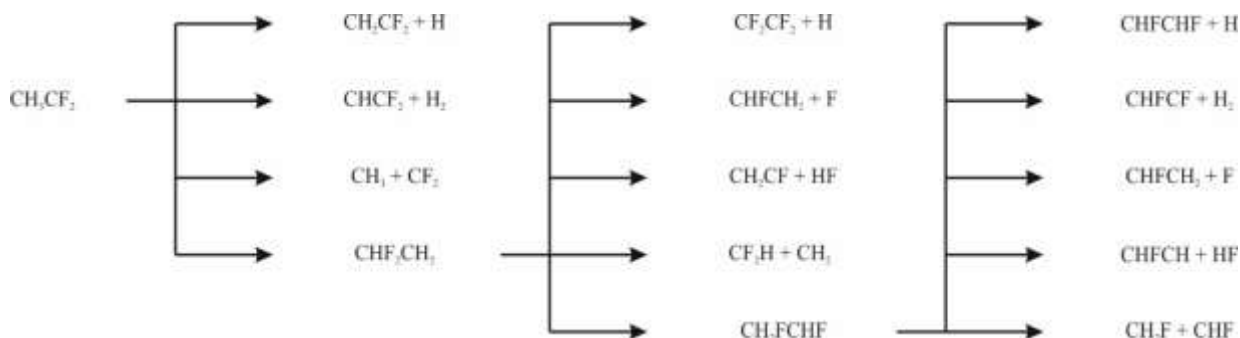 CH₂CF₂ + H
CF₂CF₂ + H
CHFCHF + H
CH₃CF₂
CHCF₂ + H₂
CHFCH₂ + F
CHFCF + H₂
CH₃ + CF₂
CH₂CF + HF
CHFCH₂ + F
CHF₂CH₂
CF₂H + CH₂
CHFCH + HF
CH₂FCHF
CH₂F + CHF